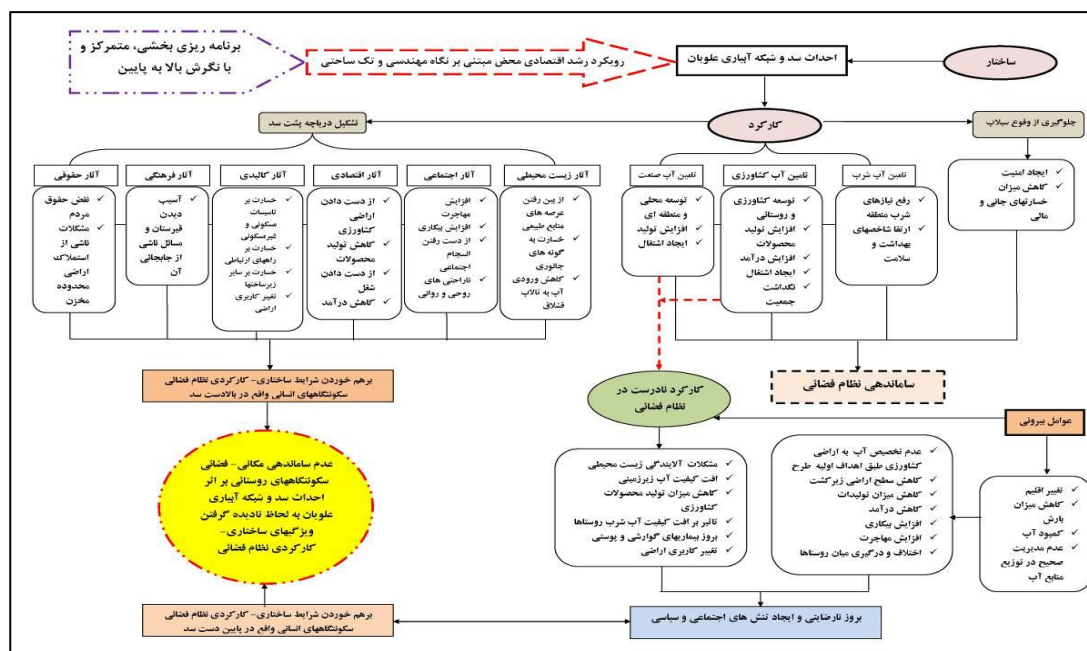 برنامه ریزی بخشی، متمرکز و
با نگرش بالا به پایین
رویکرد رشد اقتصادی محض مبتنی بر نگاه مهندسی و تک ساحتی
احداث سد و شبکه آبیاری علویان
ساختار
تشکیل دریاچه پشت سد
کارکرد
جلوگیری از وقوع سیلاب
آثار حقوقی
آثار فرهنگی
آثار کالبدی
آثار اقتصادی
آثار اجتماعی
آثار زیست محیطی
تامین آب صنعت
تامین آب کشاورزی
تامین آب شرب
✓ ایجاد امنیت
✓ کاهش میزان
خسارتهای جانی و
مالی
✓ نقض حقوق
مردم
✓ مشکلات
ناشی از
استملاک
اراضی
محدوده
مخزن
✓ آسیب
دیدن
قبرستان و
مسائل ناشی
از جابجائی
آن
✓ خسارت بر
تاسیسات
مسکونی و
غیرمسکونی
✓ خسارت بر
راههای ارتباطی
✓ خسارت بر سایر
زیرساختها
✓ تغییر کاربری
اراضی
✓ از دست دادن
اراضی
کشاورزی
✓ کاهش تولید
محصولات
✓ از دست دادن
شغل
✓ کاهش درآمد
✓ افزایش
مهاجرت
✓ افزایش بیکاری
✓ از دست رفتن
انسجام
اجتماعی
✓ ناراحتی های
روحی و روانی
✓ از بین رفتن
عرصه های
منابع طبیعی
✓ خسارت به
گونه های
جانوری
✓ کاهش ورودی
آب به تالاب
قشلاق
✓ توسعه محلی
و منطقه ای
✓ افزایش تولید
✓ ایجاد اشتغال
✓ توسعه کشاورزی
و روستائی
✓ افزایش تولید
محصولات
✓ افزایش درآمد
✓ ایجاد اشتغال
✓ نگداشت
جمعیت
✓ رفع نیازهای
شرب منطقه
✓ ارتقا شاخصهای
بهداشت و
سلامت
برهم خوردن شرایط ساختاری- کارکردی نظام فضائی
سکونتگاههای انسانی واقع در بالادست سد
کارکرد نادرست در
نظام فضائی
ساماندهی نظام فضائی
عوامل بیرونی
عدم ساماندهی مکانی- فضائی
سکونتگاههای روستائی بر اثر
احداث سد و شبکه آبیاری
علویان به لحاظ نادیده گرفتن
ویژگیهای ساختاری-
کارکردی نظام فضائی
✓ مشکلات آلایندگی زیست محیطی
✓ افت کیفیت آب زیرزمینی
✓ کاهش میزان تولید محصولات
کشاورزی
✓ تاثیر بر افت کیفیت آب شرب روستاها
✓ بروز بیماریهای گوارشی و پوستی
✓ تغییر کاربری اراضی
✓ عدم تخصیص آب به اراضی
کشاورزی طبق اهداف اولیه طرح
✓ کاهش سطح اراضی زیرکشت
✓ کاهش میزان تولیدات
✓ کاهش درآمد
✓ افزایش بیکاری
✓ افزایش مهاجرت
✓ اختلاف و درگیری میان روستاها
✓ تغییر اقلیم
✓ کاهش میزان
بارش
✓ کمبود آب
✓ عدم مدیریت
صحیح در توزیع
منابع آب
برهم خوردن شرایط ساختاری- کارکردی نظام فضائی
سکونتگاههای انسانی واقع در پایین دست سد
بروز نارضایتی و ایجاد تنش های اجتماعی و سیاسی